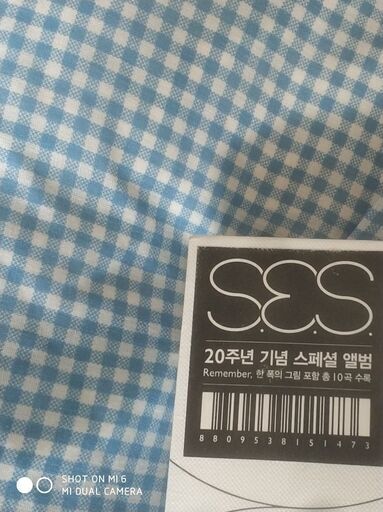 S.E.S.
20주년 기념 스페셜 앨범
Remember, 한 폭의 그림 포함 총 10곡 수록
8809538151473
SHOT ON MI 6
MI DUAL CAMERA